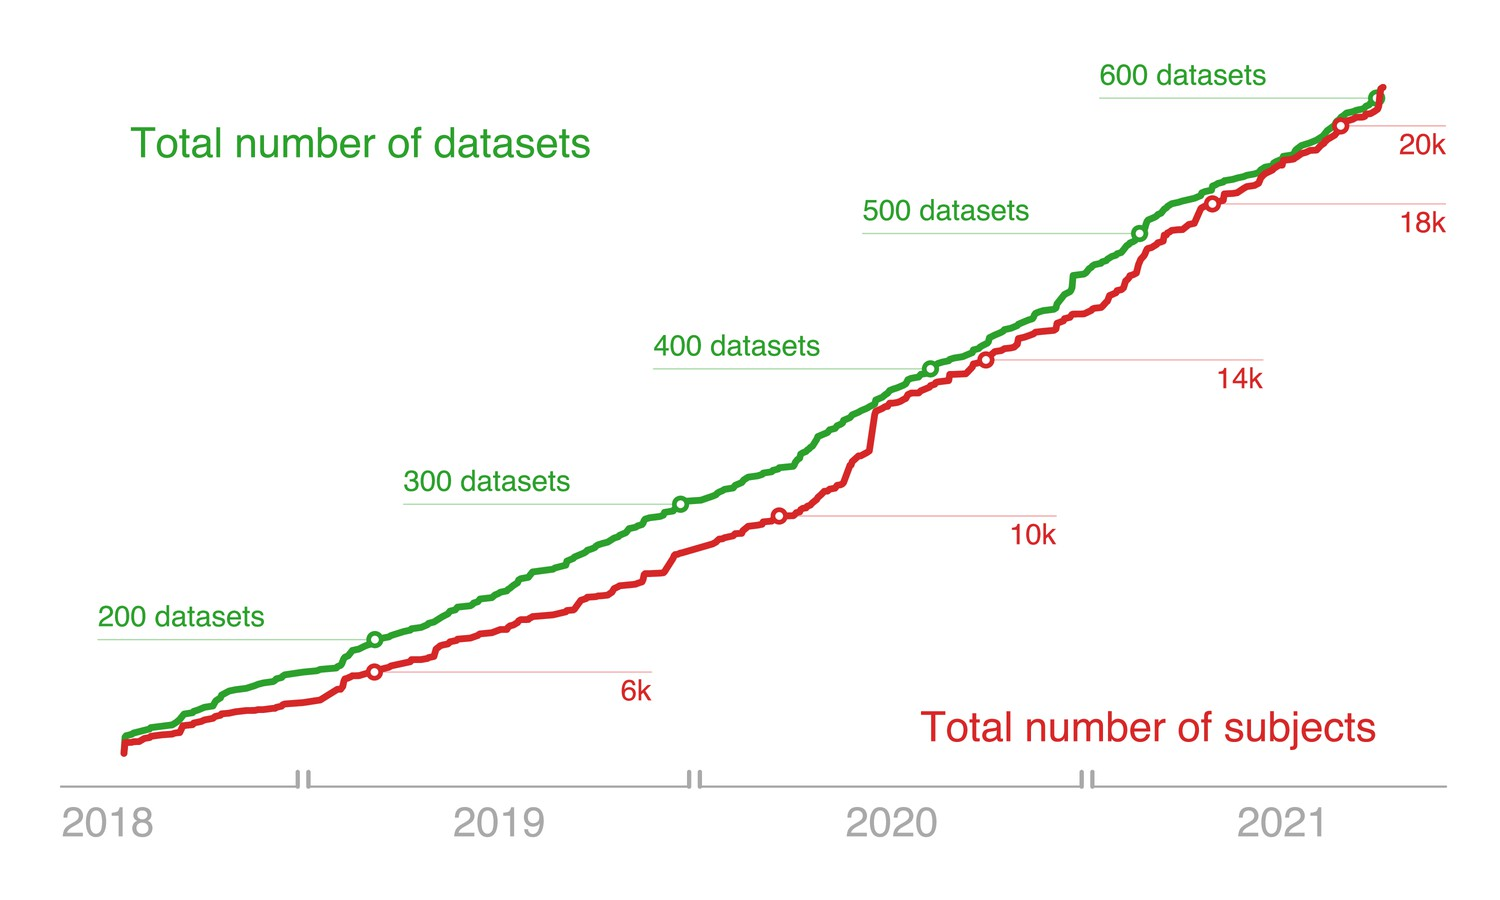 600 datasets
Total number of datasets
20k
500 datasets
18k
400 datasets
14k
300 datasets
10k
200 datasets
6k
Total number of subjects
2018 2019 2020 2021